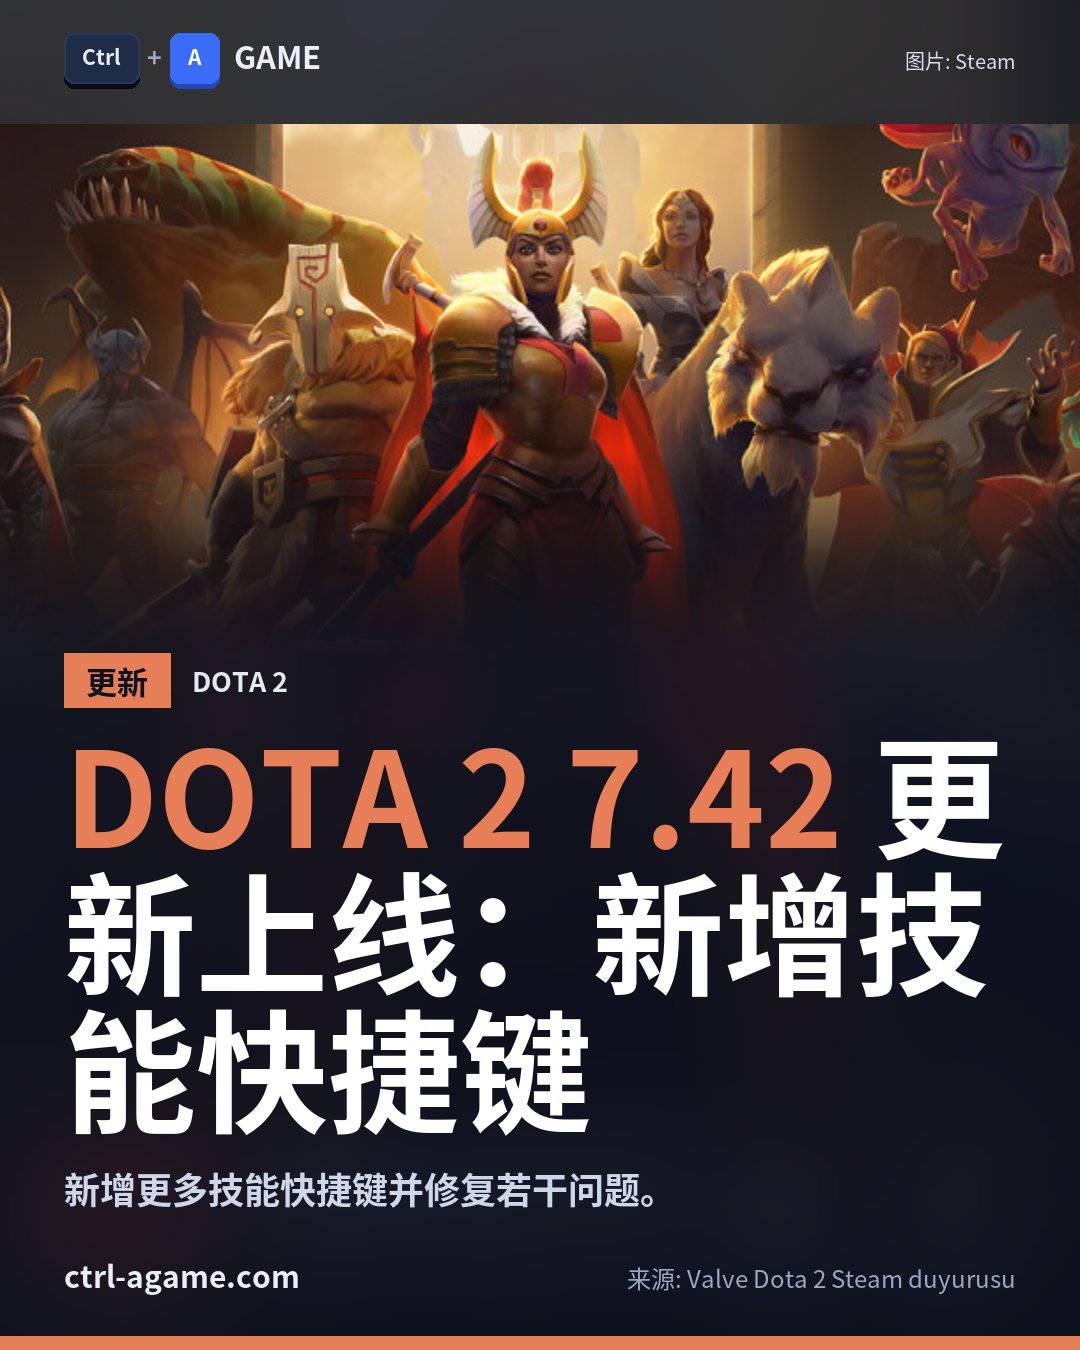 Ctrl + A GAME
图片: Steam
更新 DOTA 2
DOTA 2 7.42 更
新上线：新增技
能快捷键
新增更多技能快捷键并修复若干问题。
ctrl-agame.com
来源: Valve Dota 2 Steam duyurusu